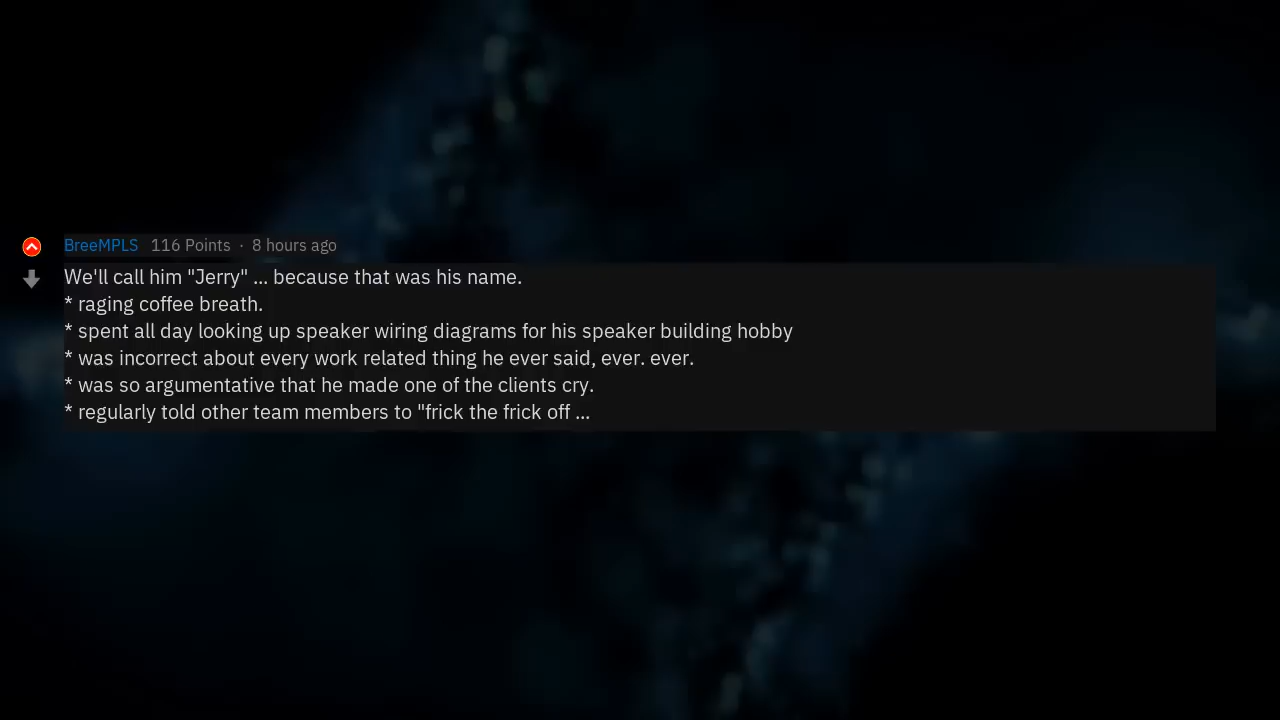 BreeMPLS 116 Points · 8 hours ago
We'll call him "Jerry" ... because that was his name.
* raging coffee breath.
* spent all day looking up speaker wiring diagrams for his speaker building hobby
* was incorrect about every work related thing he ever said, ever. ever.
* was so argumentative that he made one of the clients cry.
* regularly told other team members to "frick the frick off ...